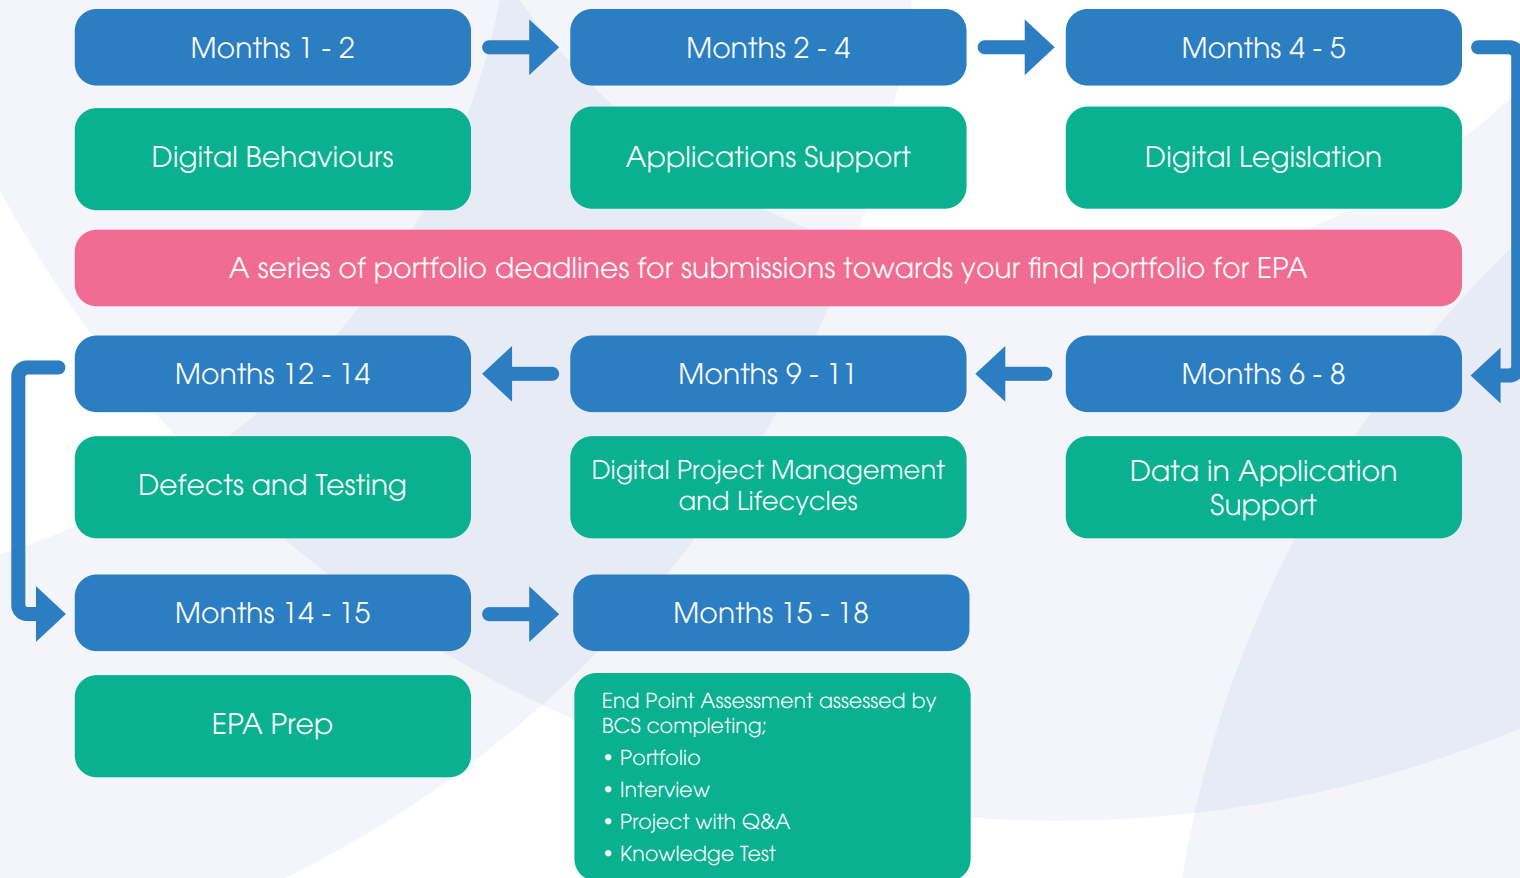 Months 1 - 2
Months 2 - 4
Months 4 - 5
Digital Behaviours
Applications Support
Digital Legislation
A series of portfolio deadlines for submissions towards your final portfolio for EPA
Months 12 - 14
Months 9 - 11
Months 6 - 8
Defects and Testing
Digital Project Management
and Lifecycles
Data in Application
Support
Months 14 - 15
Months 15 - 18
EPA Prep
End Point Assessment assessed by
BCS completing;
• Portfolio
• Interview
• Project with Q&A
• Knowledge Test